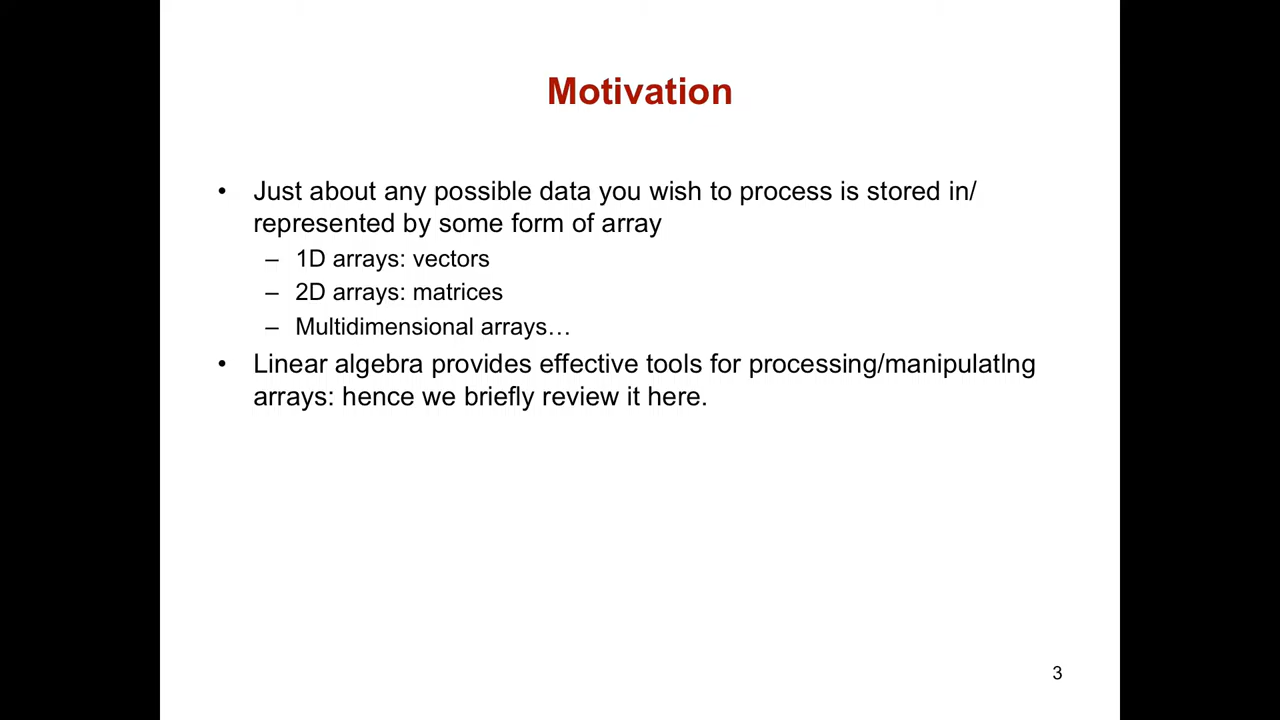 Motivation
• Just about any possible data you wish to process is stored in/
represented by some form of array
– 1D arrays: vectors
– 2D arrays: matrices
– Multidimensional arrays…
• Linear algebra provides effective tools for processing/manipulatIng
arrays: hence we briefly review it here.
3